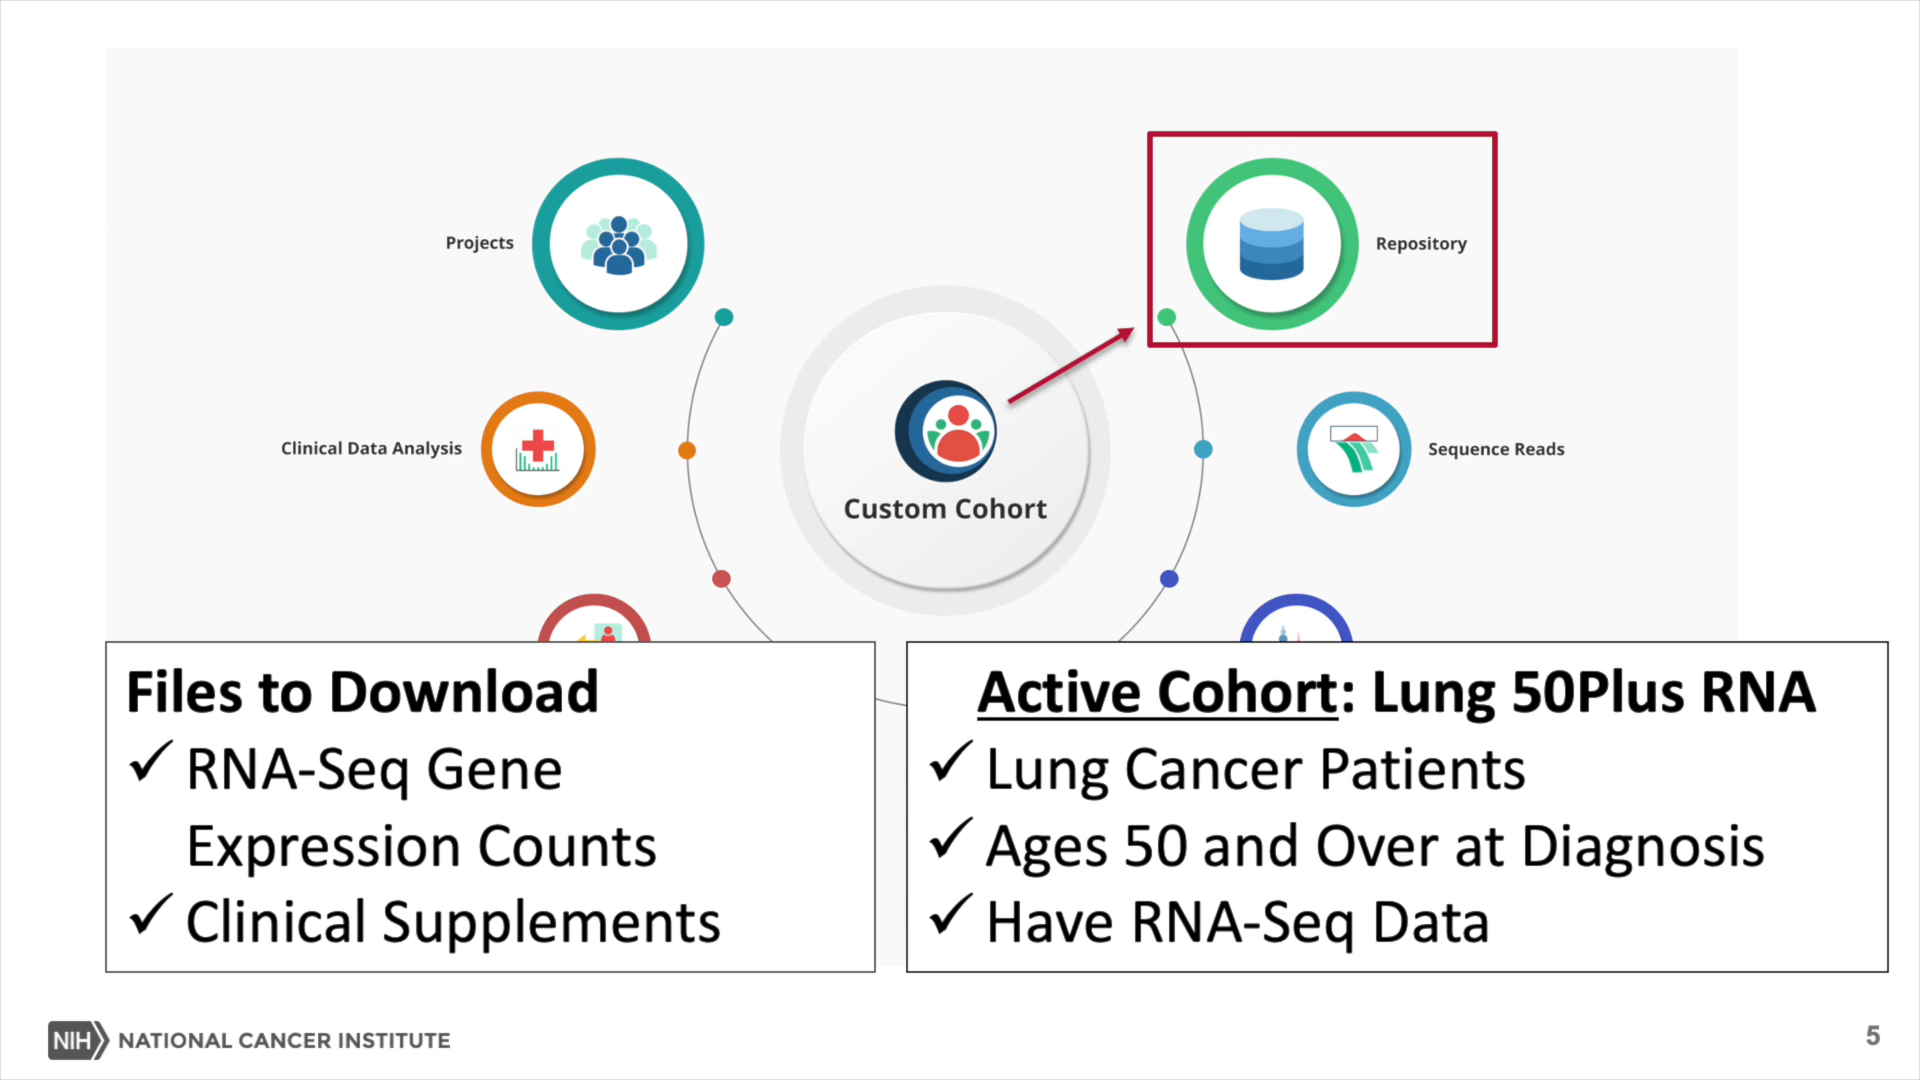 Projects
Repository
Clinical Data Analysis
Sequence Reads
Custom Cohort
Files to Download
✓ RNA-Seq Gene
Expression Counts
✓ Clinical Supplements
Active Cohort: Lung 50Plus RNA
✓ Lung Cancer Patients
✓ Ages 50 and Over at Diagnosis
✓ Have RNA-Seq Data
NIH NATIONAL CANCER INSTITUTE
5